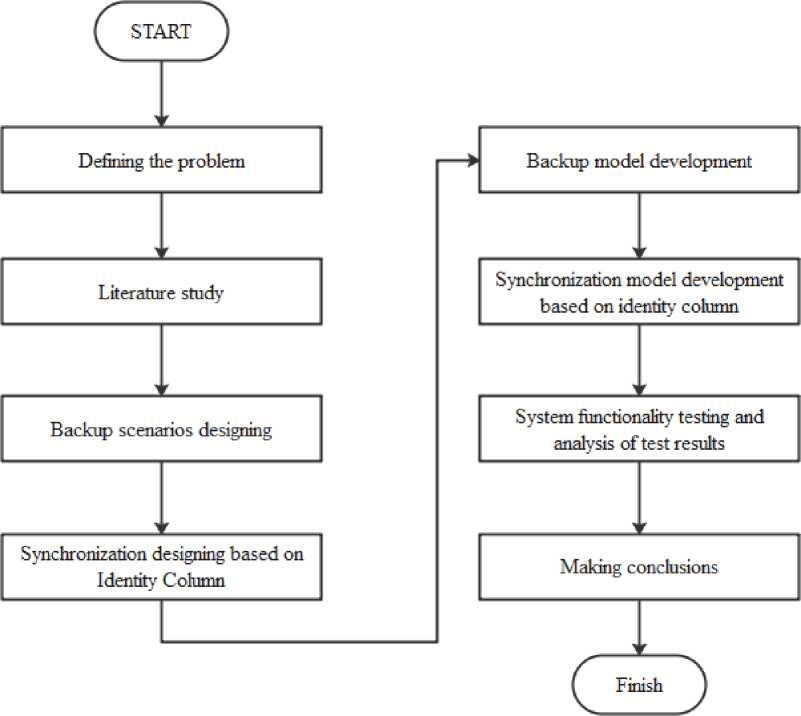 START
Defining the problem
Literature study
Backup scenarios designing
Synchronization designing based on
Identity Column
Backup model development
Synchronization model development
based on identity column
System functionality testing and
analysis of test results
Making conclusions
Finish